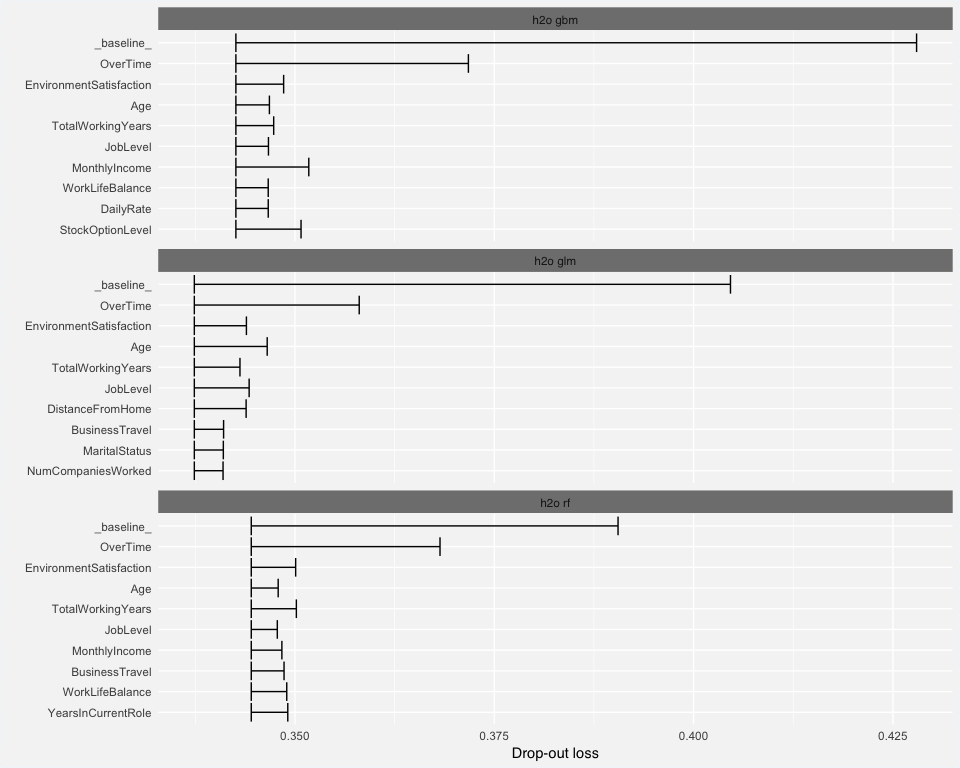 h2o gbm
_baseline_
OverTime
EnvironmentSatisfaction
Age
TotalWorkingYears
JobLevel
MonthlyIncome
WorkLifeBalance
DailyRate
StockOptionLevel
h2o glm
_baseline_
OverTime
EnvironmentSatisfaction
Age
TotalWorkingYears
JobLevel
DistanceFromHome
BusinessTravel
MaritalStatus
NumCompaniesWorked
h2o rf
_baseline_
OverTime
EnvironmentSatisfaction
Age
TotalWorkingYears
JobLevel
MonthlyIncome
BusinessTravel
WorkLifeBalance
YearsInCurrentRole
0.350 0.375 0.400 0.425
Drop-out loss